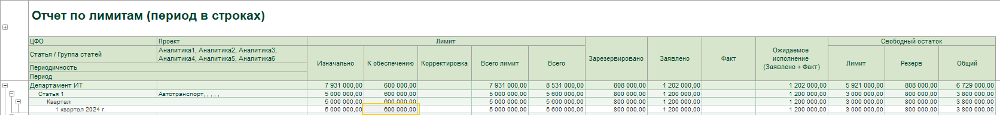 Отчет по лимитам (период в строках)
ЦФО Проект Лимит Зарезервировано Заявлено Факт Ожидаемое исполнение (Заявлено + Факт) Свободный остаток
Статья / Группа статей Аналитика1, Аналитика2, Аналитика3,
Аналитика4, Аналитика5, Аналитика6
Изначально К обеспечению Корректировка Всего лимит Всего Лимит Резерв Общий
Периодичность
Период
Департамент ИТ 7 931 000,00 600 000,00 7 931 000,00 8 531 000,00 808 000,00 1 202 000,00 1 202 000,00 5 921 000,00 808 000,00 6 729 000,00
Статья 1 Автотранспорт, , , , , 5 000 000,00 600 000,00 5 000 000,00 5 600 000,00 800 000,00 1 200 000,00 1 200 000,00 3 000 000,00 800 000,00 3 800 000,00
Квартал 5 000 000,00 600 000,00 5 000 000,00 5 600 000,00 800 000,00 1 200 000,00 1 200 000,00 3 000 000,00 800 000,00 3 800 000,00
1 квартал 2024 г. 5 000 000,00 600 000,00 5 000 000,00 5 600 000,00 800 000,00 1 200 000,00 1 200 000,00 3 000 000,00 800 000,00 3 800 000,00